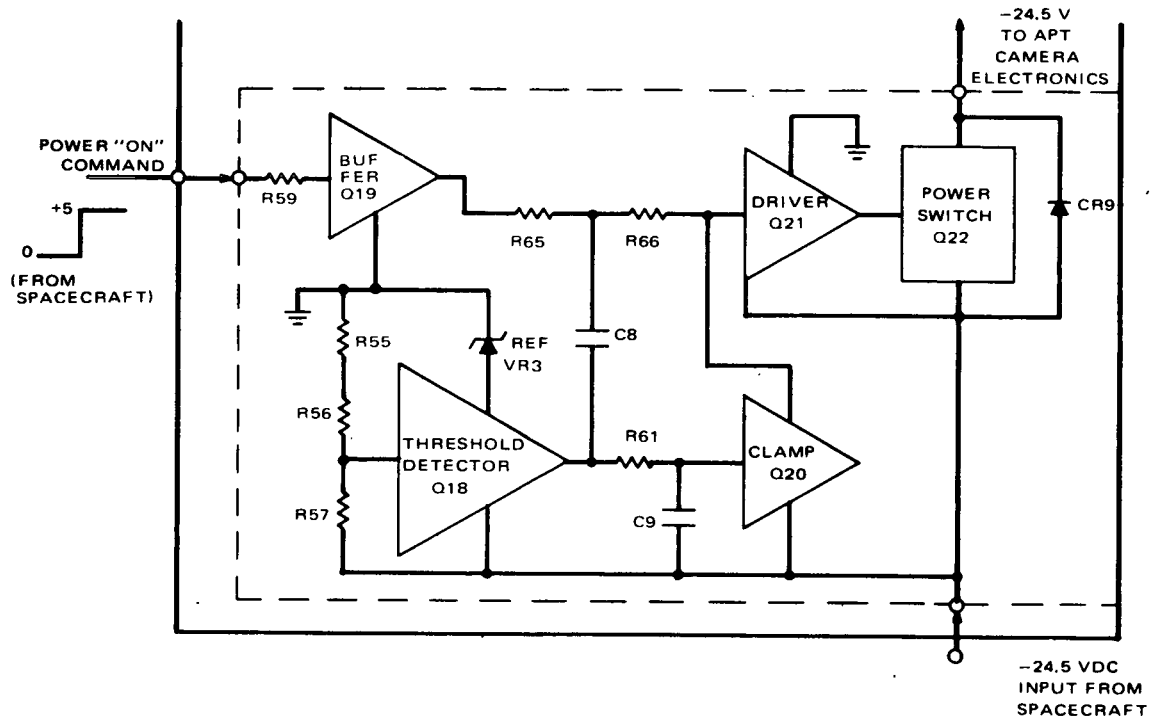 −24.5 V
TO APT
CAMERA
ELECTRONICS
POWER "ON"
COMMAND
+5
0
(FROM
SPACECRAFT)
R59
BUF
FER
Q19
R65
R66
DRIVER
Q21
POWER
SWITCH
Q22
CR9
R55
REF
VR3
C8
R56
THRESHOLD
DETECTOR
Q18
R61
CLAMP
Q20
R57
C9
−24.5 VDC
INPUT FROM
SPACECRAFT